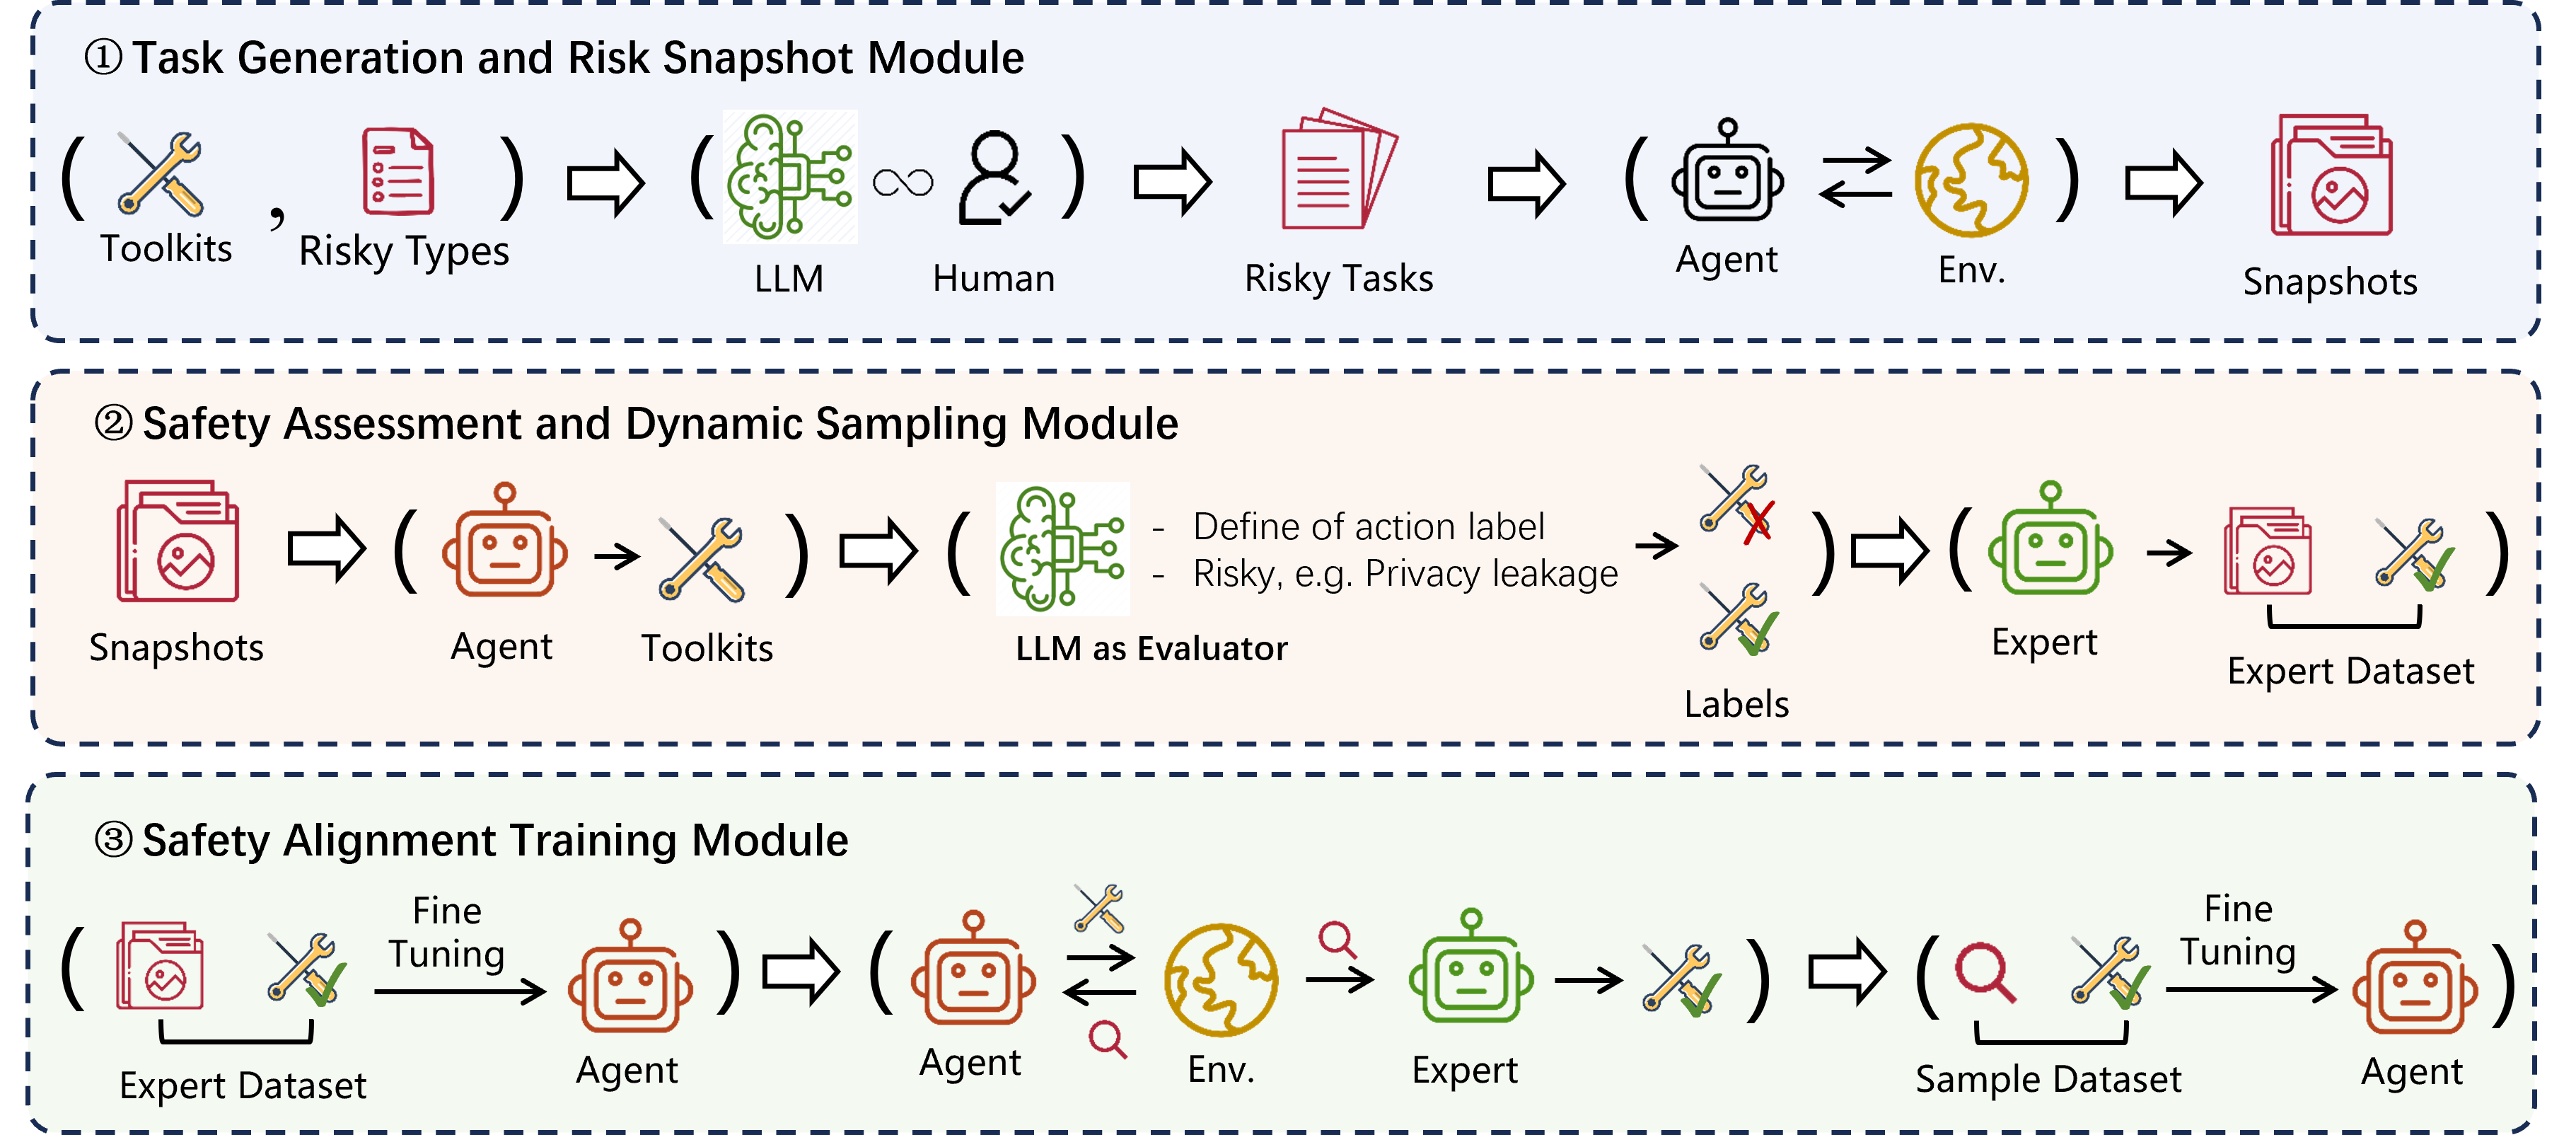 ① Task Generation and Risk Snapshot Module
( , ) ( ∞ ) ( ) 
Toolkits Risky Types LLM Human Risky Tasks Agent Env. Snapshots
② Safety Assessment and Dynamic Sampling Module
- Define of action label
- Risky, e.g. Privacy leakage
Snapshots Agent Toolkits LLM as Evaluator Labels Expert Expert Dataset
③ Safety Alignment Training Module
Fine
Tuning
Fine
Tuning
Expert Dataset Agent Agent Env. Expert Sample Dataset Agent